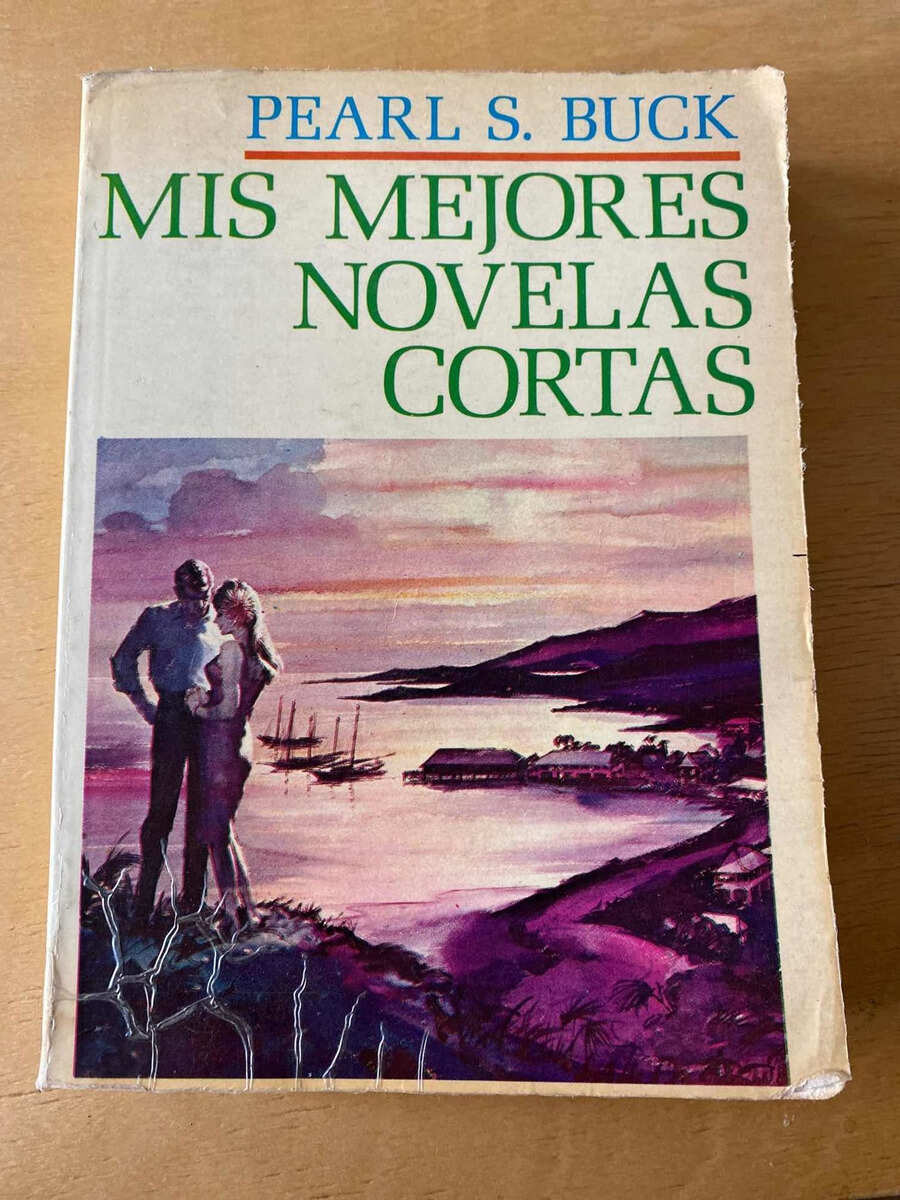 PEARL S. BUCK
MIS MEJORES
NOVELAS
CORTAS